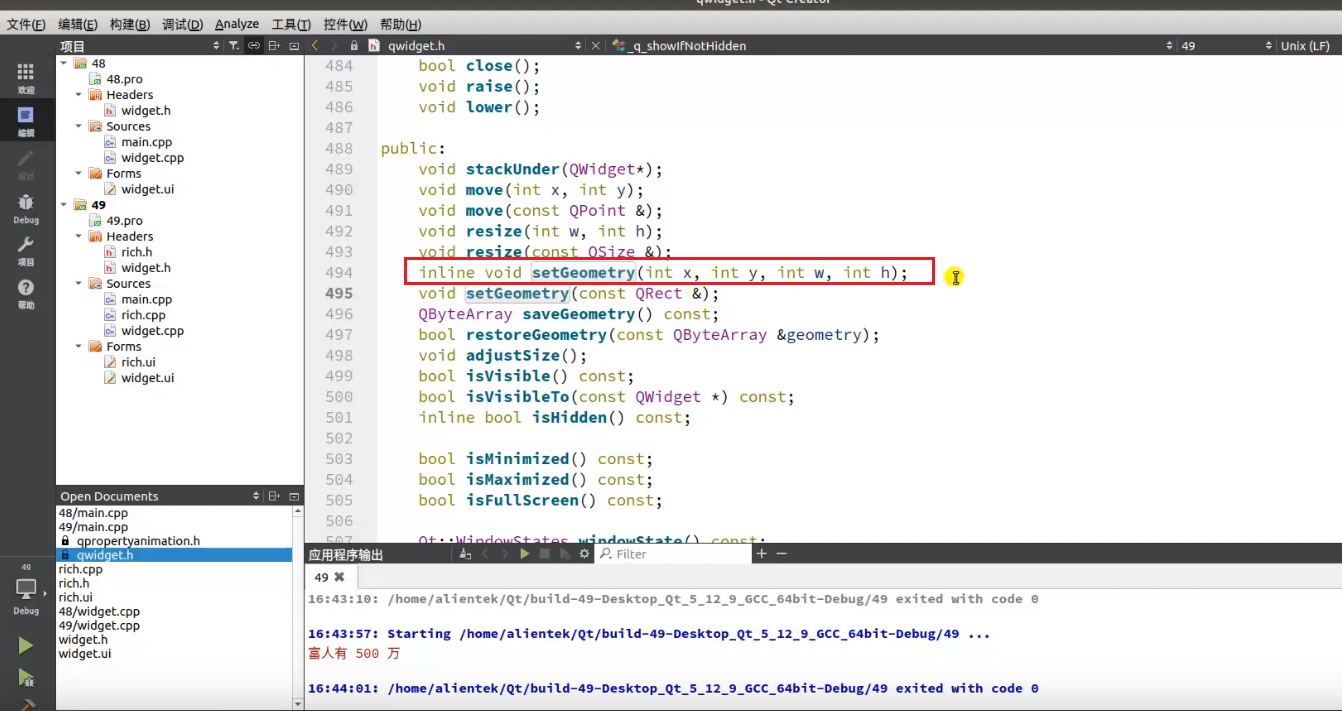 qwidget.h - Qt Creator
文件(F) 编辑(E) 构建(B) 调试(D) Analyze 工具(T) 控件(W) 帮助(H)
项目
qwidget.h
_q_showIfNotHidden
49
Unix (LF)
欢迎
编辑
设计
Debug
项目
帮助
49
Debug
48
48.pro
Headers
widget.h
Sources
main.cpp
widget.cpp
Forms
widget.ui
49
49.pro
Headers
rich.h
widget.h
Sources
main.cpp
rich.cpp
widget.cpp
Forms
rich.ui
widget.ui
Open Documents
48/main.cpp
49/main.cpp
qpropertyanimation.h
qwidget.h
rich.cpp
rich.h
rich.ui
48/widget.cpp
49/widget.cpp
widget.h
widget.ui
484 bool close();
485 void raise();
486 void lower();
487
488 public:
489 void stackUnder(QWidget*);
490 void move(int x, int y);
491 void move(const QPoint &);
492 void resize(int w, int h);
493 void resize(const QSize &);
494 inline void setGeometry(int x, int y, int w, int h);
495 void setGeometry(const QRect &);
496 QByteArray saveGeometry() const;
497 bool restoreGeometry(const QByteArray &geometry);
498 void adjustSize();
499 bool isVisible() const;
500 bool isVisibleTo(const QWidget *) const;
501 inline bool isHidden() const;
502
503 bool isMinimized() const;
504 bool isMaximized() const;
505 bool isFullScreen() const;
506
507 Qt::WindowStates windowState() const;
应用程序输出
Filter
49
16:43:10: /home/alientek/Qt/build-49-Desktop_Qt_5_12_9_GCC_64bit-Debug/49 exited with code 0
16:43:57: Starting /home/alientek/Qt/build-49-Desktop_Qt_5_12_9_GCC_64bit-Debug/49 ...
富人有 500 万
16:44:01: /home/alientek/Qt/build-49-Desktop_Qt_5_12_9_GCC_64bit-Debug/49 exited with code 0